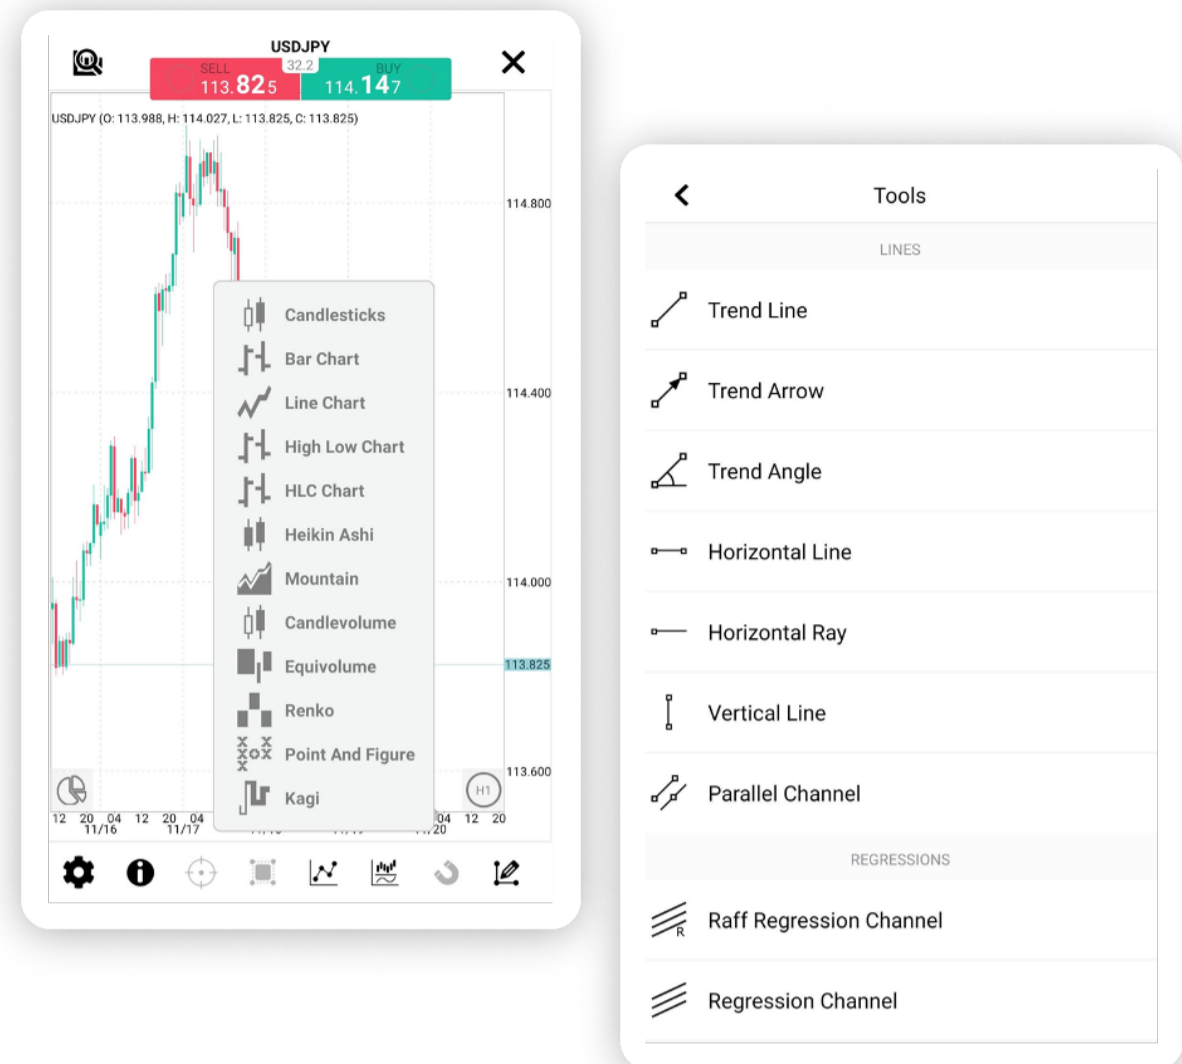 USDJPY
SELL
32.2
BUY
113.825
114.147
USDJPY (O: 113.988, H: 114.027, L: 113.825, C: 113.825)
114.800
114.400
114.000
113.825
113.600
Candlesticks
Bar Chart
Line Chart
High Low Chart
HLC Chart
Heikin Ashi
Mountain
Candlevolume
Equivolume
Renko
Point And Figure
Kagi
H1
12 20 04 12 20 04 04 12 20
11/16 11/17 11/20
Tools
LINES
Trend Line
Trend Arrow
Trend Angle
Horizontal Line
Horizontal Ray
Vertical Line
Parallel Channel
REGRESSIONS
R
Raff Regression Channel
Regression Channel